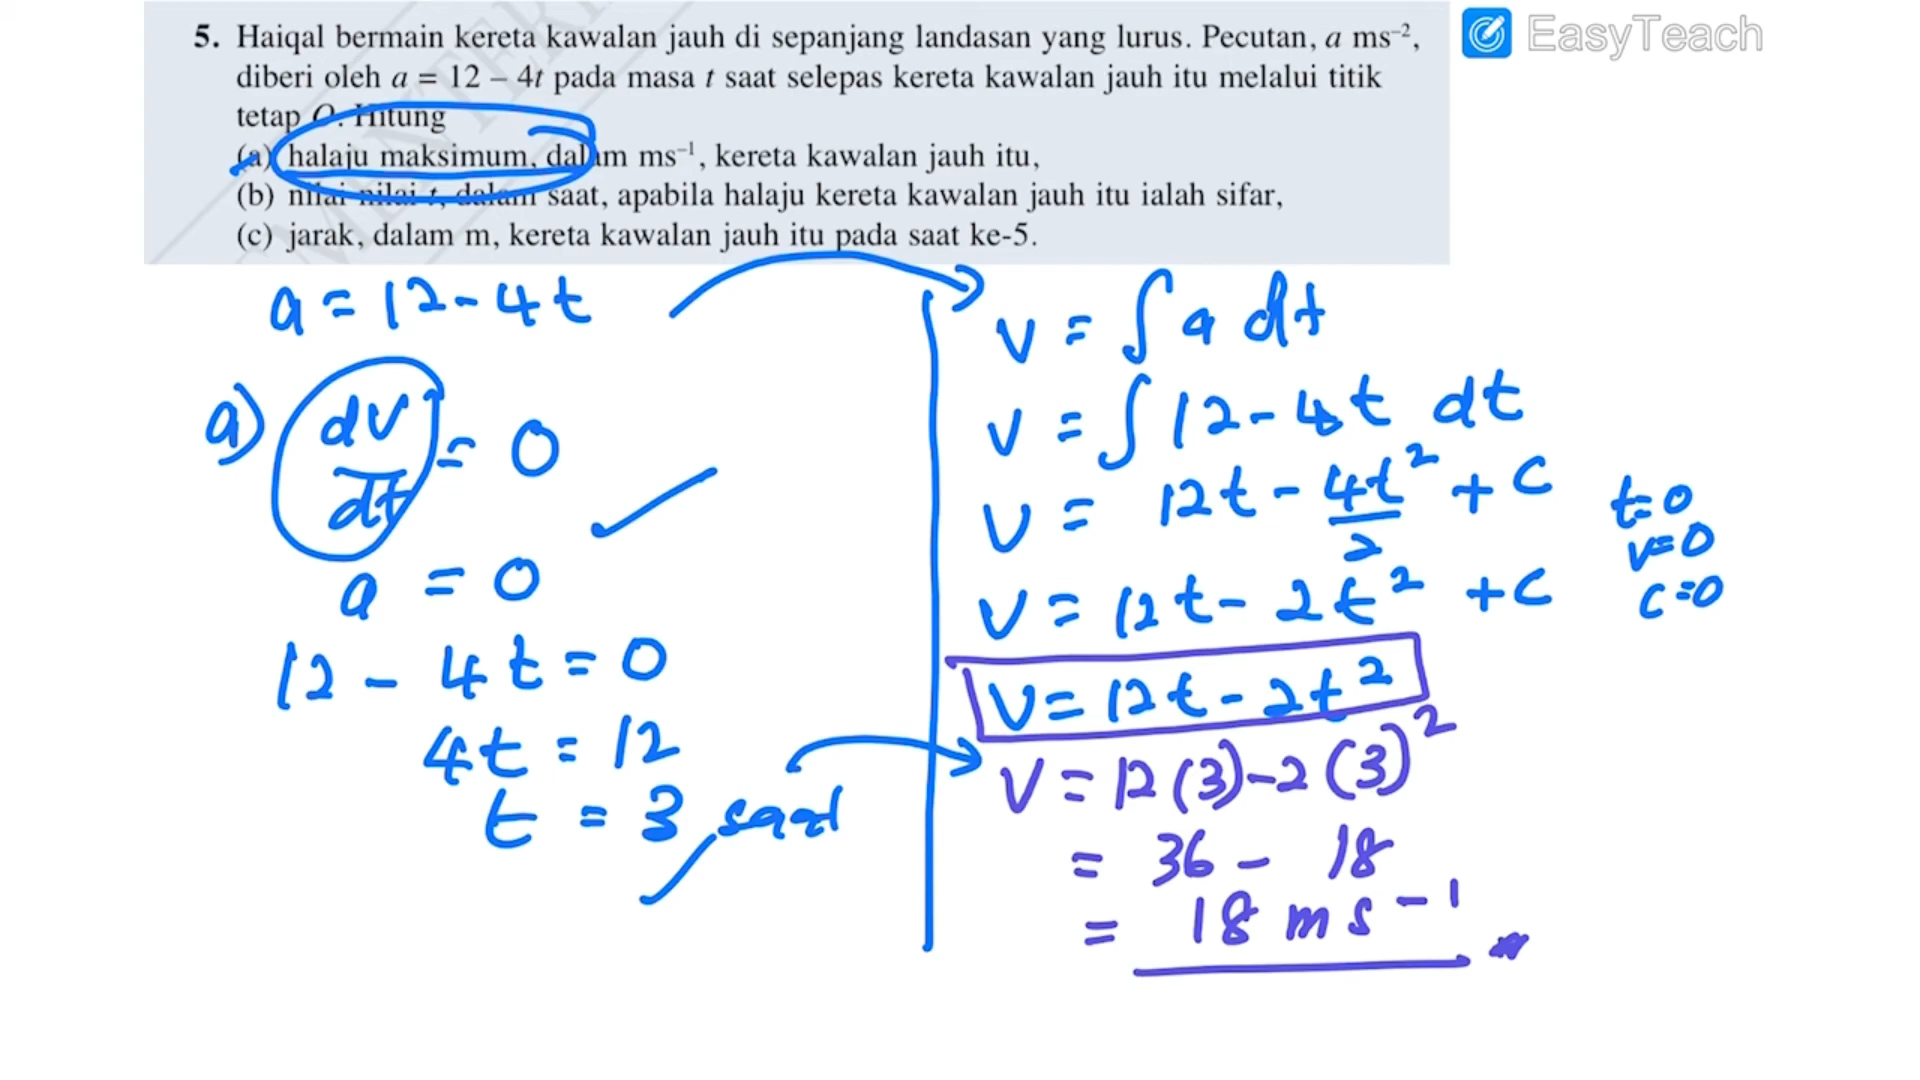 5. Haiqal bermain kereta kawalan jauh di sepanjang landasan yang lurus. Pecutan, a ms⁻²,
diberi oleh a = 12 – 4t pada masa t saat selepas kereta kawalan jauh itu melalui titik
tetap O. Hitung
(a) halaju maksimum, dalam ms⁻¹, kereta kawalan jauh itu,
(b) nilai-nilai t, dalam saat, apabila halaju kereta kawalan jauh itu ialah sifar,
(c) jarak, dalam m, kereta kawalan jauh itu pada saat ke-5.
EasyTeach
a = 12 - 4t
a) dv/dt = 0
a = 0
12 - 4t = 0
4t = 12
t = 3 saat
v = ∫ a dt
v = ∫ 12 - 4t dt
v = 12t - 4t²/2 + c
t=0
v=0
c=0
v = 12t - 2t² + c
v = 12t - 2t²
v = 12(3) - 2(3)²
= 36 - 18
= 18 ms⁻¹